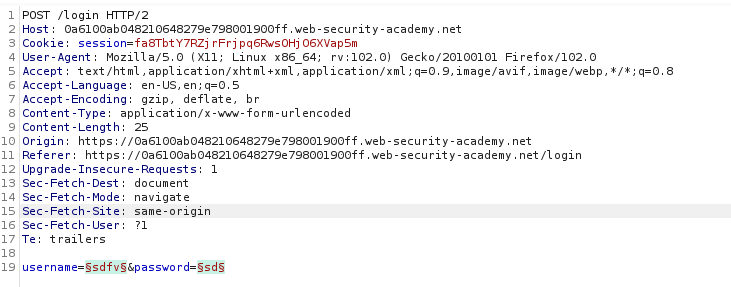 1 POST /login HTTP/2
2 Host: 0a6100ab048210648279e798001900ff.web-security-academy.net
3 Cookie: session=fa8TbtY7RZjrFrjpq6RwsOHjO6XVap5m
4 User-Agent: Mozilla/5.0 (X11; Linux x86_64; rv:102.0) Gecko/20100101 Firefox/102.0
5 Accept: text/html,application/xhtml+xml,application/xml;q=0.9,image/avif,image/webp,*/*;q=0.8
6 Accept-Language: en-US,en;q=0.5
7 Accept-Encoding: gzip, deflate, br
8 Content-Type: application/x-www-form-urlencoded
9 Content-Length: 25
10 Origin: https://0a6100ab048210648279e798001900ff.web-security-academy.net
11 Referer: https://0a6100ab048210648279e798001900ff.web-security-academy.net/login
12 Upgrade-Insecure-Requests: 1
13 Sec-Fetch-Dest: document
14 Sec-Fetch-Mode: navigate
15 Sec-Fetch-Site: same-origin
16 Sec-Fetch-User: ?1
17 Te: trailers
18
19 username=§sdfv§&password=§sd§